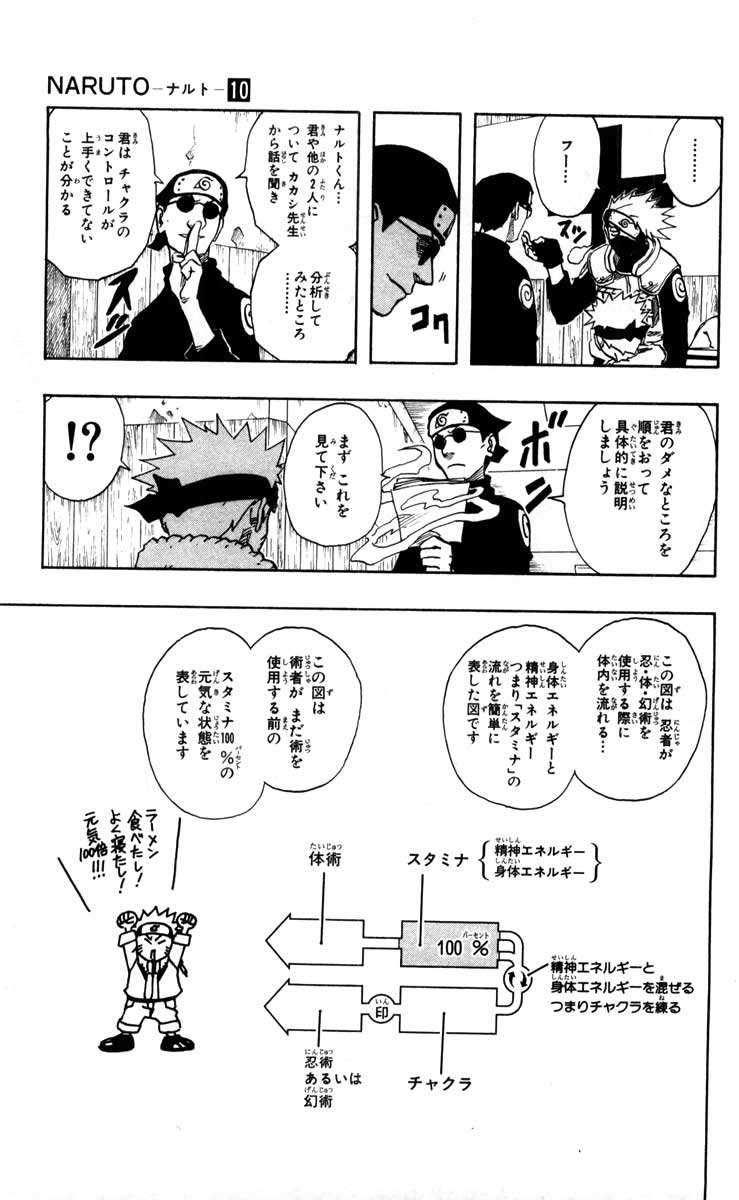 NARUTO―ナルト―10
………
フー…
スッ
コク
ナルトくん…
君や他の2人に
ついて カカシ先生
から話を聞き
………
分析して
みたところ
君は チャクラの
コントロールが
上手くできてない
ことが分かる
スッ
君のダメなところを
順をおって
具体的に説明
しましょう
ボン
まず これを
見て下さい
!?
この図は 忍者が
忍・体・幻術を
使用する際に
体内を流れる…
身体エネルギーと
精神エネルギー
つまり「スタミナ」の
流れを簡単に
表した図です
この図は
術者が まだ術を
使用する前の
スタミナ100%の
元気な状態を
表しています
ラーメン
食べたし!
よく寝たし!
元気
100倍!!!
体術
スタミナ
精神エネルギー
身体エネルギー
100%
精神エネルギーと
身体エネルギーを混ぜる
つまりチャクラを練る
印
忍術
あるいは
幻術
チャクラ